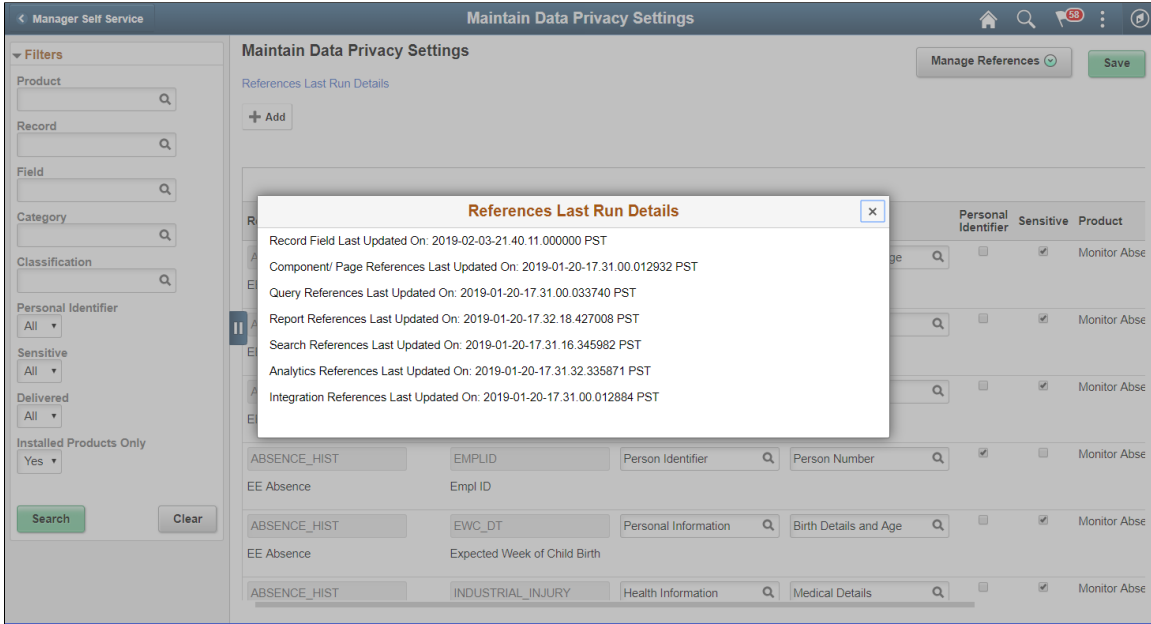 Manager Self Service
Maintain Data Privacy Settings
58
Filters
Product
Record
Field
Category
Classification
Personal Identifier
All
Sensitive
All
Delivered
All
Installed Products Only
Yes
Search Clear
Maintain Data Privacy Settings
Manage References
Save
References Last Run Details
Add
References Last Run Details
×
Record Field Last Updated On: 2019-02-03-21.40.11.000000 PST
Component/ Page References Last Updated On: 2019-01-20-17.31.00.012932 PST
Query References Last Updated On: 2019-01-20-17.31.00.033740 PST
Report References Last Updated On: 2019-01-20-17.32.18.427008 PST
Search References Last Updated On: 2019-01-20-17.31.16.345982 PST
Analytics References Last Updated On: 2019-01-20-17.31.32.335871 PST
Integration References Last Updated On: 2019-01-20-17.31.00.012884 PST
Personal Identifier Sensitive Product
ge Monitor Abse
Monitor Abse
Monitor Abse
ABSENCE_HIST EMPLID Person Identifier Person Number Monitor Abse
EE Absence Empl ID
ABSENCE_HIST EWC_DT Personal Information Birth Details and Age Monitor Abse
EE Absence Expected Week of Child Birth
ABSENCE_HIST INDUSTRIAL_INJURY Health Information Medical Details Monitor Abse